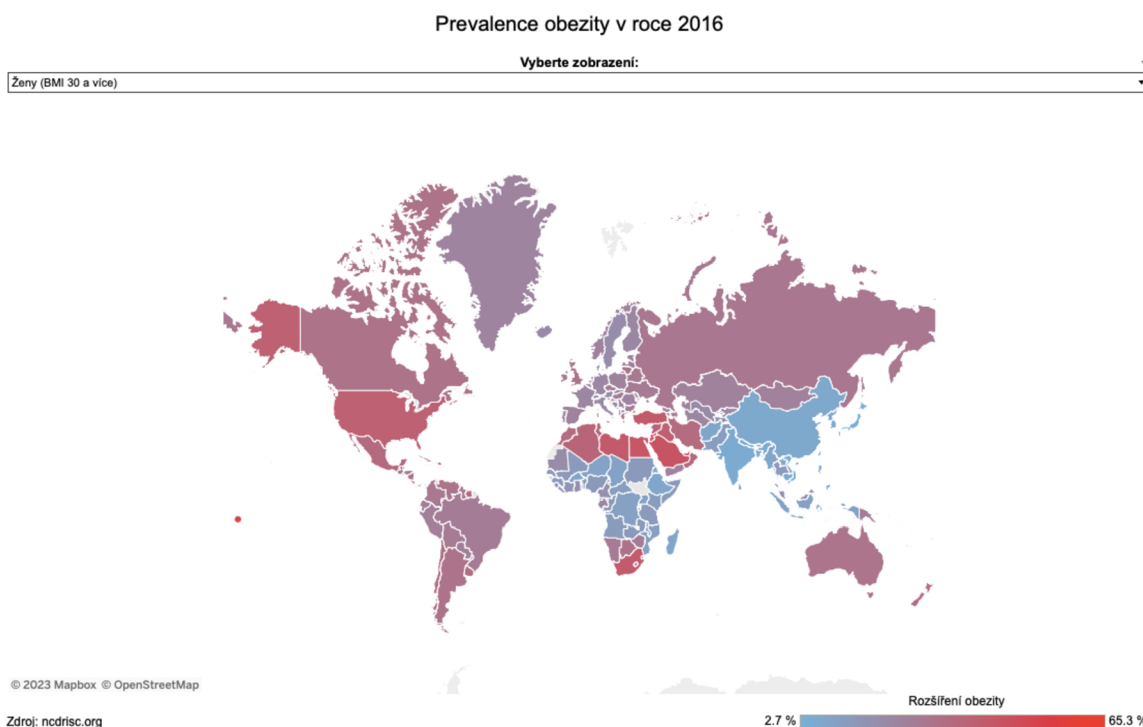 Prevalence obezity v roce 2016
Vyberte zobrazení:
Ženy (BMI 30 a více)
© 2023 Mapbox © OpenStreetMap
Rozšíření obezity
Zdroj: ncdrisc.org
2.7 % 65.3 %